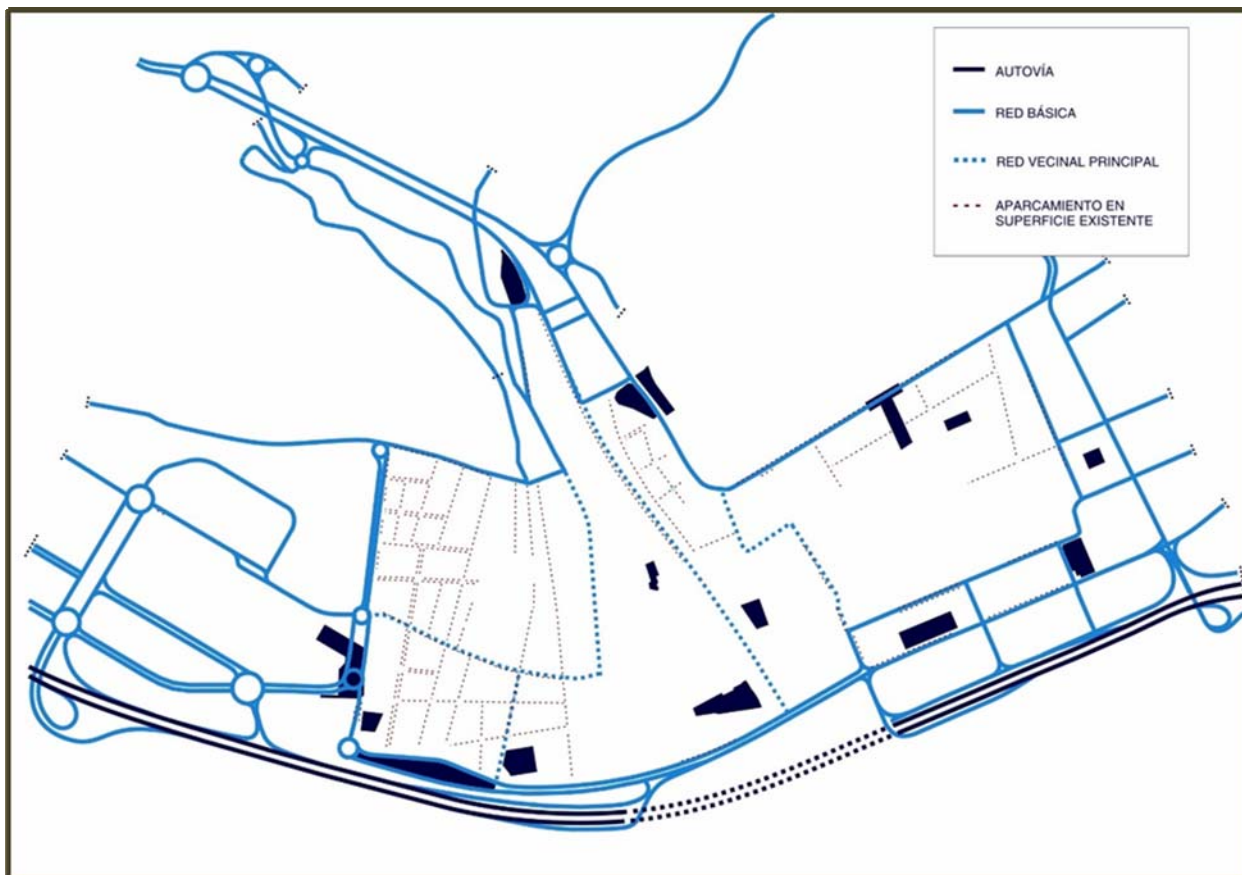 AUTOVÍA
RED BÁSICA
RED VECINAL PRINCIPAL
APARCAMIENTO EN
SUPERFICIE EXISTENTE